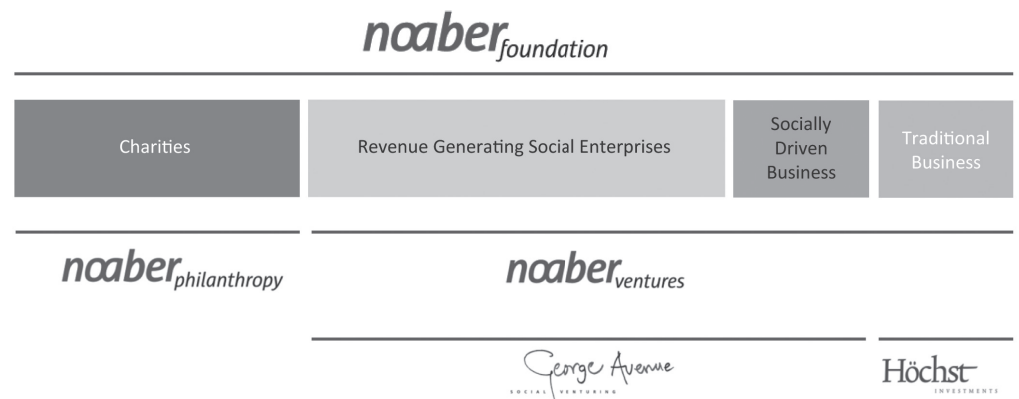 noaber foundation
Charities
Revenue Generating Social Enterprises
Socially
Driven
Business
Traditional
Business
noaber philanthropy
noaber ventures
George Avenue
SOCIAL VENTURING
Höchst
INVESTMENTS